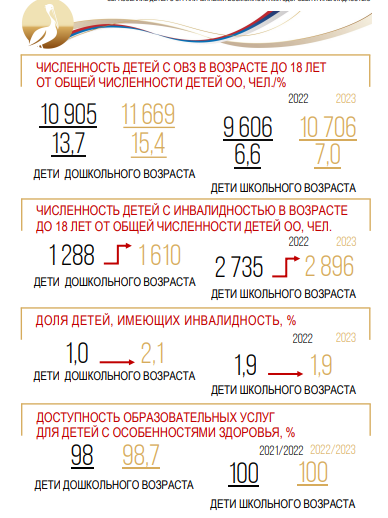 ЧИСЛЕННОСТЬ ДЕТЕЙ С ОВЗ В ВОЗРАСТЕ ДО 18 ЛЕТ
ОТ ОБЩЕЙ ЧИСЛЕННОСТИ ДЕТЕЙ ОО, ЧЕЛ./%
2022 2023
10 905 11 669
13,7 15,4
9 606 10 706
6,6 7,0
ДЕТИ ДОШКОЛЬНОГО ВОЗРАСТА
ДЕТИ ШКОЛЬНОГО ВОЗРАСТА
ЧИСЛЕННОСТЬ ДЕТЕЙ С ИНВАЛИДНОСТЬЮ В ВОЗРАСТЕ
ДО 18 ЛЕТ ОТ ОБЩЕЙ ЧИСЛЕННОСТИ ДЕТЕЙ ОО, ЧЕЛ.
2022 2023
1 288 1 610
2 735 2 896
ДЕТИ ДОШКОЛЬНОГО ВОЗРАСТА
ДЕТИ ШКОЛЬНОГО ВОЗРАСТА
ДОЛЯ ДЕТЕЙ, ИМЕЮЩИХ ИНВАЛИДНОСТЬ, %
2022 2023
1,0 2,1
1,9 1,9
ДЕТИ ДОШКОЛЬНОГО ВОЗРАСТА
ДЕТИ ШКОЛЬНОГО ВОЗРАСТА
ДОСТУПНОСТЬ ОБРАЗОВАТЕЛЬНЫХ УСЛУГ
ДЛЯ ДЕТЕЙ С ОСОБЕННОСТЯМИ ЗДОРОВЬЯ, %
2021/2022 2022/2023
98 98,7
100 100
ДЕТИ ДОШКОЛЬНОГО ВОЗРАСТА
ДЕТИ ШКОЛЬНОГО ВОЗРАСТА